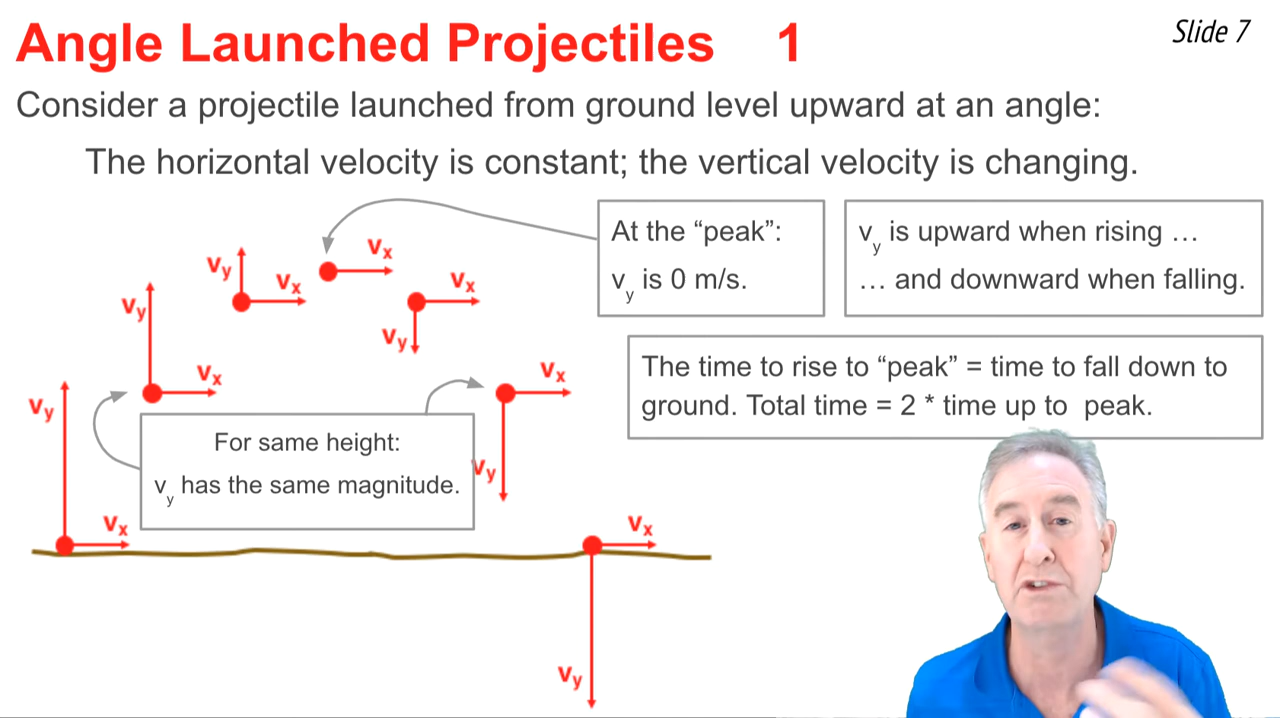 Angle Launched Projectiles 1
Slide 7
Consider a projectile launched from ground level upward at an angle:
The horizontal velocity is constant; the vertical velocity is changing.
At the “peak”:
vy is 0 m/s.
vy is upward when rising …
… and downward when falling.
The time to rise to “peak” = time to fall down to
ground. Total time = 2 * time up to peak.
For same height:
vy has the same magnitude.
vy
vx
vy
vx
vy
vx
vx
vx
vy
vx
vy
vx
vy